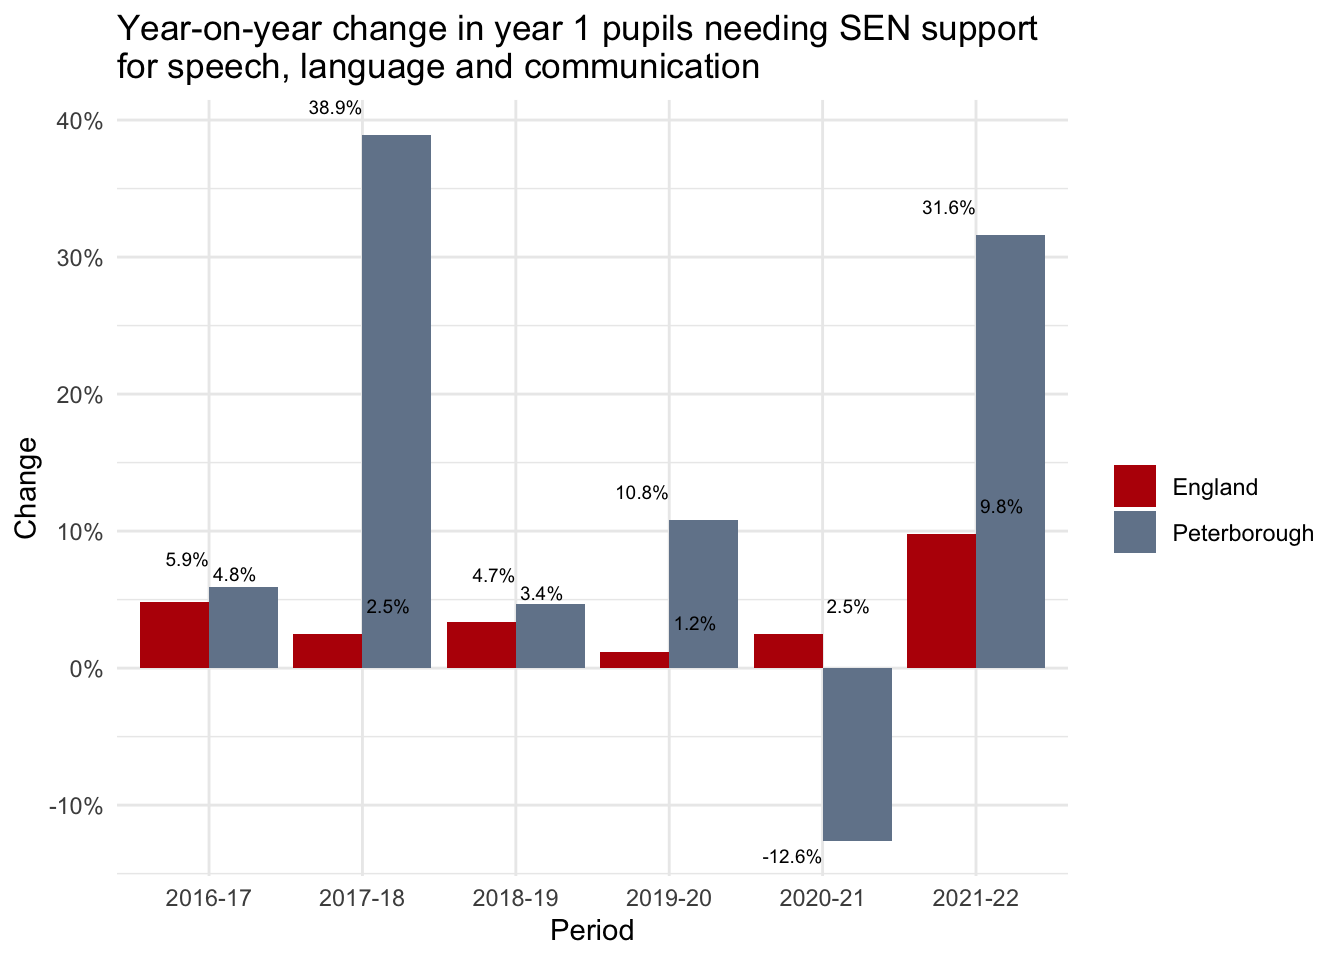 Year-on-year change in year 1 pupils needing SEN support
for speech, language and communication
38.9%
40%
31.6%
30%
20%
10.8%
9.8%
10%
5.9%
4.8%
4.7%
3.4%
2.5%
2.5%
1.2%
0%
-10%
-12.6%
Change
2016-17 2017-18 2018-19 2019-20 2020-21 2021-22
Period
England
Peterborough